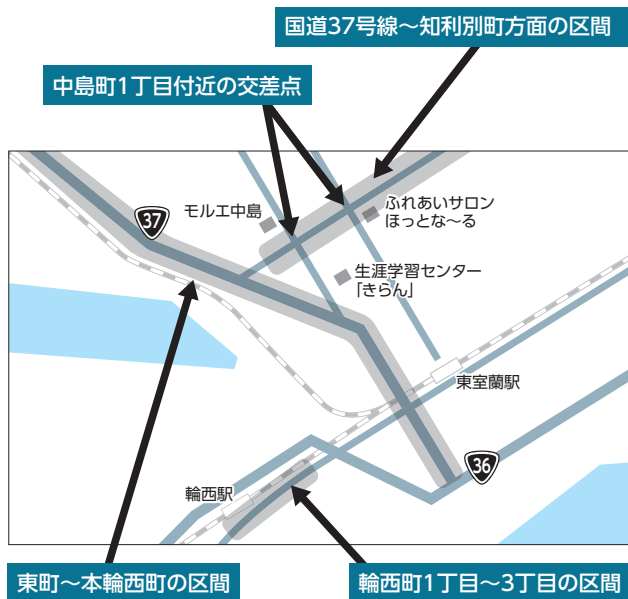 国道37号線～知利別町方面の区間
中島町1丁目付近の交差点
37
モルエ中島
ふれあいサロン
ほっとな～る
生涯学習センター
「きらん」
東室蘭駅
36
輪西駅
東町～本輪西町の区間
輪西町1丁目～3丁目の区間